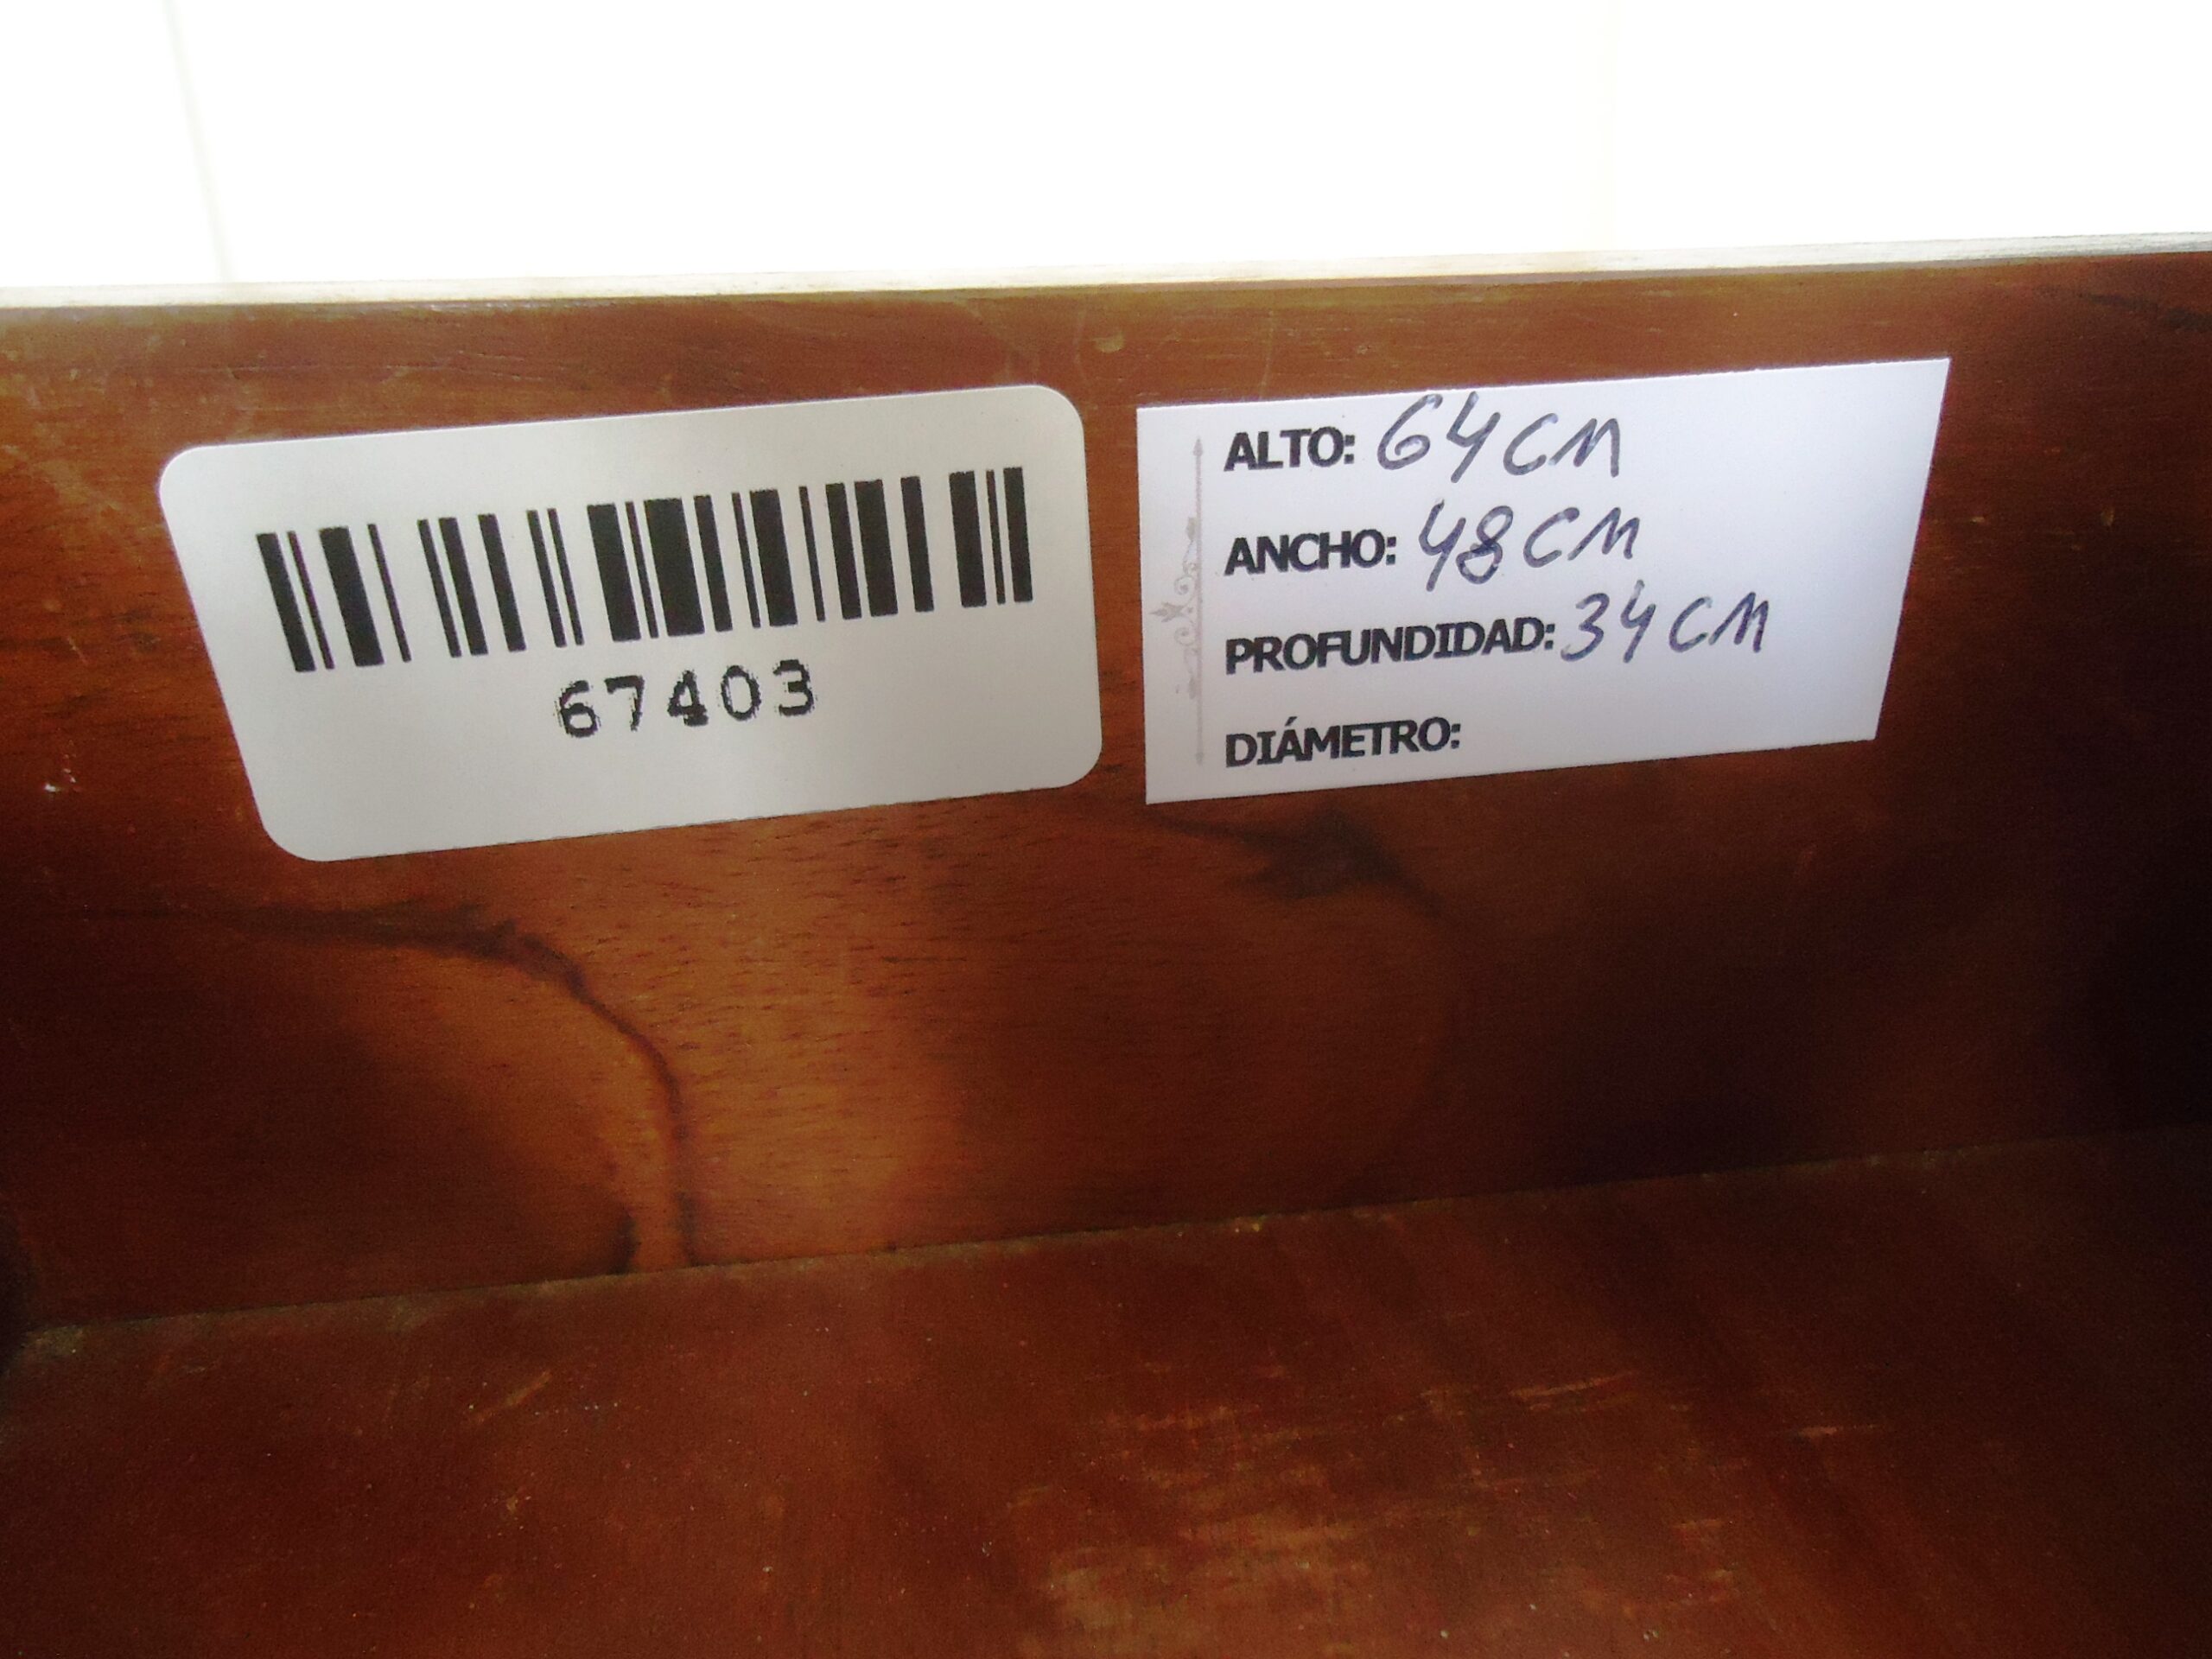 67403
ALTO: 64 CM
ANCHO: 48 CM
PROFUNDIDAD: 34 CM
DIÁMETRO: